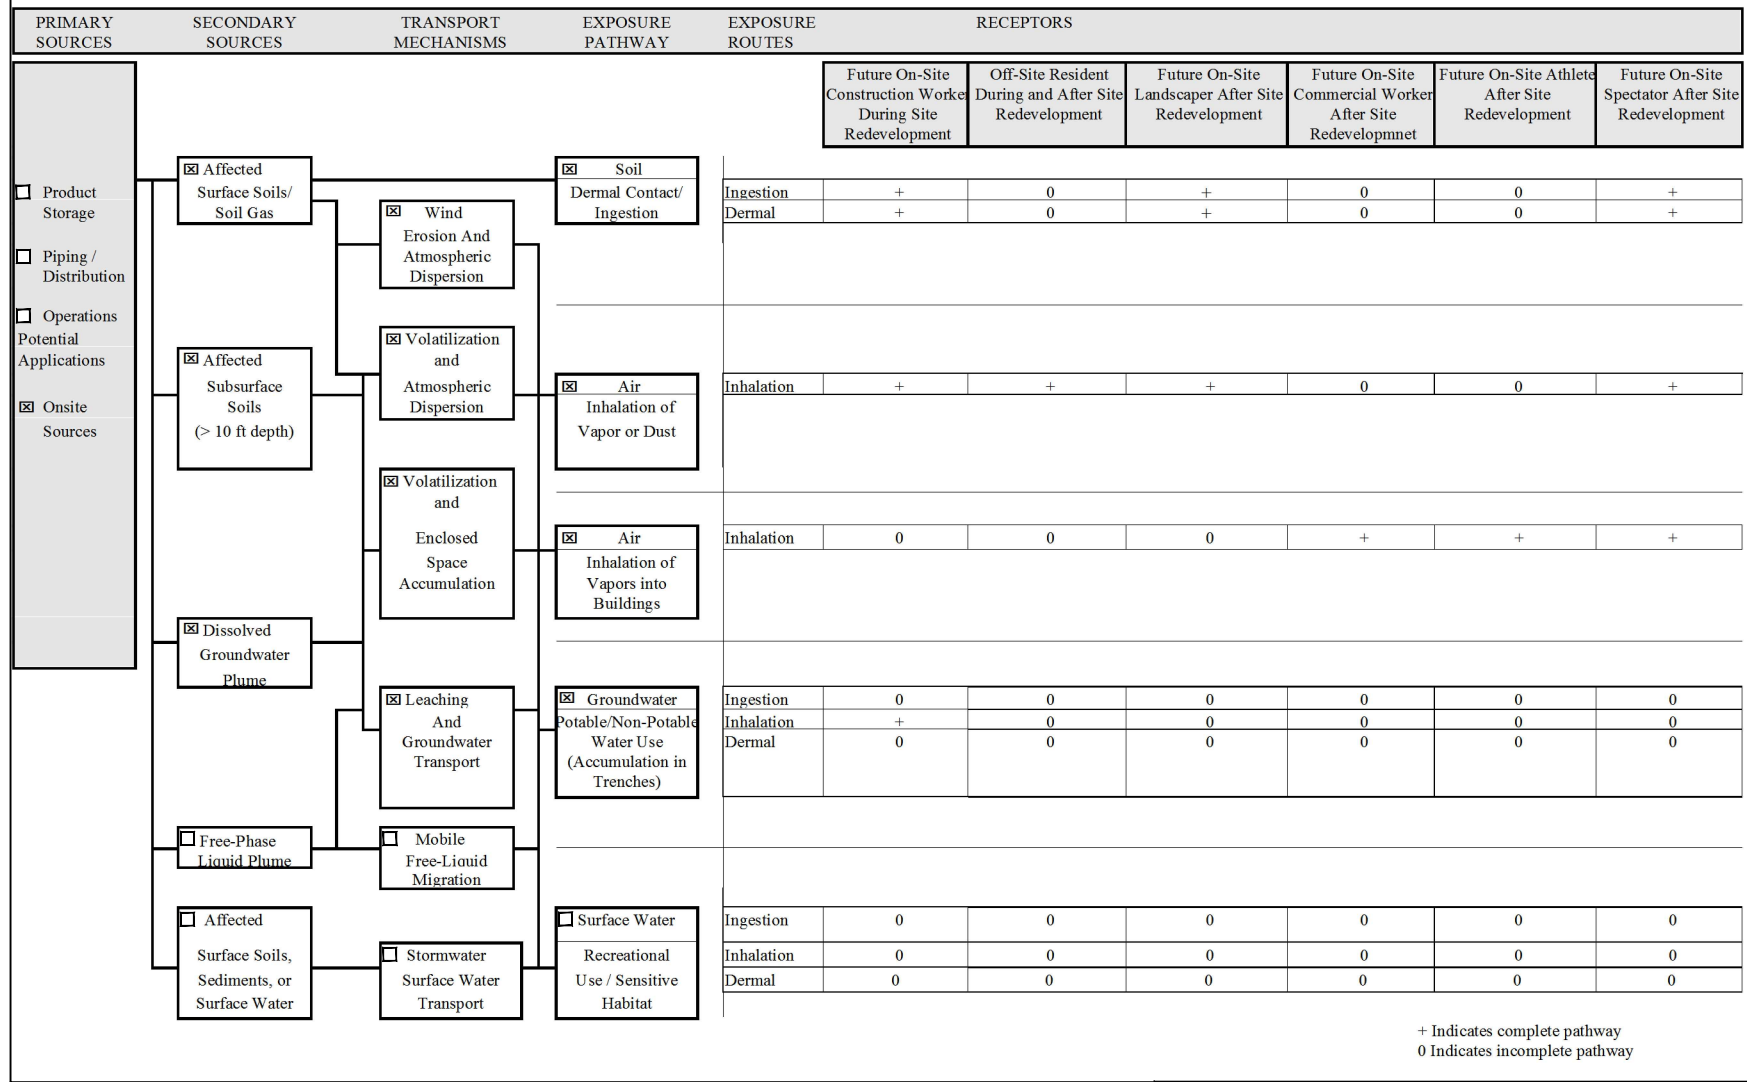 PRIMARY SOURCES
SECONDARY SOURCES
TRANSPORT MECHANISMS
EXPOSURE PATHWAY
EXPOSURE ROUTES
RECEPTORS
Future On-Site
Construction Worker
During Site
Redevelopment
Off-Site Resident
During and After Site
Redevelopment
Future On-Site
Landscaper After Site
Redevelopment
Future On-Site
Commercial Worker
After Site
Redevelopmnet
Future On-Site Athlete
After Site
Redevelopment
Future On-Site
Spectator After Site
Redevelopment
☐ Product
Storage
☐ Piping /
Distribution
☐ Operations
Potential
Applications
☒ Onsite
Sources
☒ Affected
Surface Soils/
Soil Gas
☒ Affected
Subsurface
Soils
(> 10 ft depth)
☒ Dissolved
Groundwater
Plume
☐ Free-Phase
Liquid Plume
☐ Affected
Surface Soils,
Sediments, or
Surface Water
☒ Wind
Erosion And
Atmospheric
Dispersion
☒ Volatilization
and
Atmospheric
Dispersion
☒ Volatilization
and
Enclosed
Space
Accumulation
☒ Leaching
And
Groundwater
Transport
☐ Mobile
Free-Liquid
Migration
☐ Stormwater
Surface Water
Transport
☒ Soil
Dermal Contact/
Ingestion
Ingestion + 0 + 0 0 +
Dermal + 0 + 0 0 +
☒ Air
Inhalation of
Vapor or Dust
Inhalation + + + 0 0 +
☒ Air
Inhalation of
Vapors into
Buildings
Inhalation 0 0 0 + + +
☒ Groundwater
Potable/Non-Potable
Water Use
(Accumulation in
Trenches)
Ingestion 0 0 0 0 0 0
Inhalation + 0 0 0 0 0
Dermal 0 0 0 0 0 0
☐ Surface Water
Recreational
Use / Sensitive
Habitat
Ingestion 0 0 0 0 0 0
Inhalation 0 0 0 0 0 0
Dermal 0 0 0 0 0 0
+ Indicates complete pathway
0 Indicates incomplete pathway